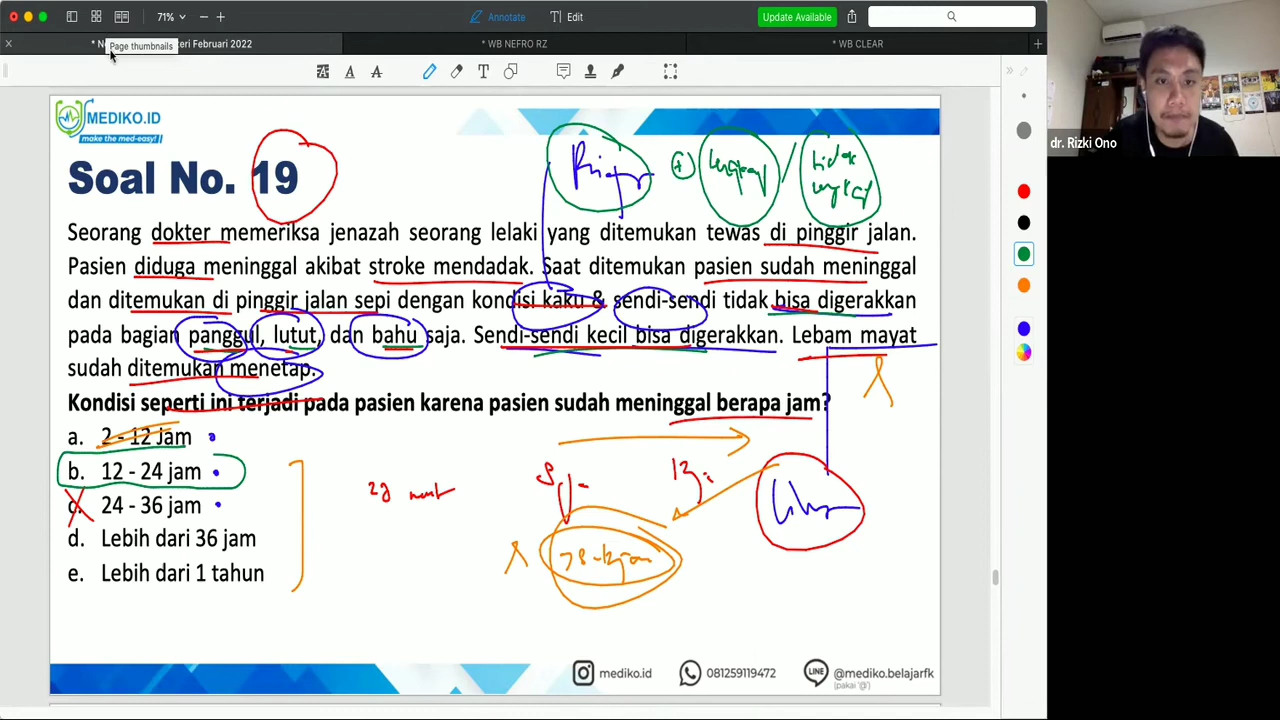 71%
Annotate
Edit
Update Available
* N
Page thumbnails
teri Februari 2022
* WB NEFRO RZ
* WB CLEAR
MEDIKO.ID
make the med-easy!
dr. Rizki Ono
Soal No. 19
Seorang dokter memeriksa jenazah seorang lelaki yang ditemukan tewas di pinggir jalan.
Pasien diduga meninggal akibat stroke mendadak. Saat ditemukan pasien sudah meninggal
dan ditemukan di pinggir jalan sepi dengan kondisi kaku & sendi-sendi tidak bisa digerakkan
pada bagian panggul, lutut, dan bahu saja. Sendi-sendi kecil bisa digerakkan. Lebam mayat
sudah ditemukan menetap.
Kondisi seperti ini terjadi pada pasien karena pasien sudah meninggal berapa jam?
a. 2 - 12 Jam
b. 12 - 24 jam
c. 24 - 36 jam
d. Lebih dari 36 jam
e. Lebih dari 1 tahun
mediko.id
081259119472
LINE
@mediko.belajarfk
(pakai '@')